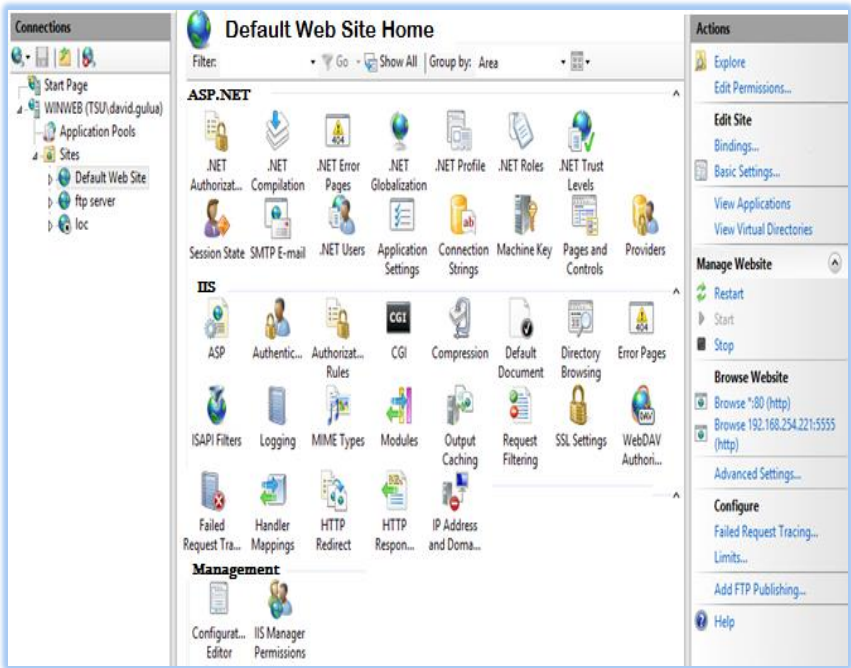 Connections
Start Page
WINWEB (TSU\david.gulua)
Application Pools
Sites
Default Web Site
ftp server
loc
Default Web Site Home
Filter: Go Show All Group by: Area
ASP.NET
.NET Authorizat...
.NET Compilation
.NET Error Pages
404
.NET Globalization
.NET Profile
.NET Roles
.NET Trust Levels
Session State
SMTP E-mail
.NET Users
Application Settings
ab
Connection Strings
Machine Key
Pages and Controls
Providers
IIS
ASP
Authentic...
Authorizat... Rules
CGI
CGI
Compression
Default Document
Directory Browsing
404
Error Pages
ISAPI Filters
Logging
MIME Types
Modules
Output Caching
Request Filtering
SSL Settings
DAV
WebDAV Authori...
Failed Request Tra...
Handler Mappings
HTTP Redirect
HTTP Respon...
IP Address and Doma...
Management
Configurat... Editor
IIS Manager Permissions
Actions
Explore
Edit Permissions...
Edit Site
Bindings...
Basic Settings...
View Applications
View Virtual Directories
Manage Website
Restart
Start
Stop
Browse Website
Browse *:80 (http)
Browse 192.168.254.221:5555
(http)
Advanced Settings...
Configure
Failed Request Tracing...
Limits...
Add FTP Publishing...
Help